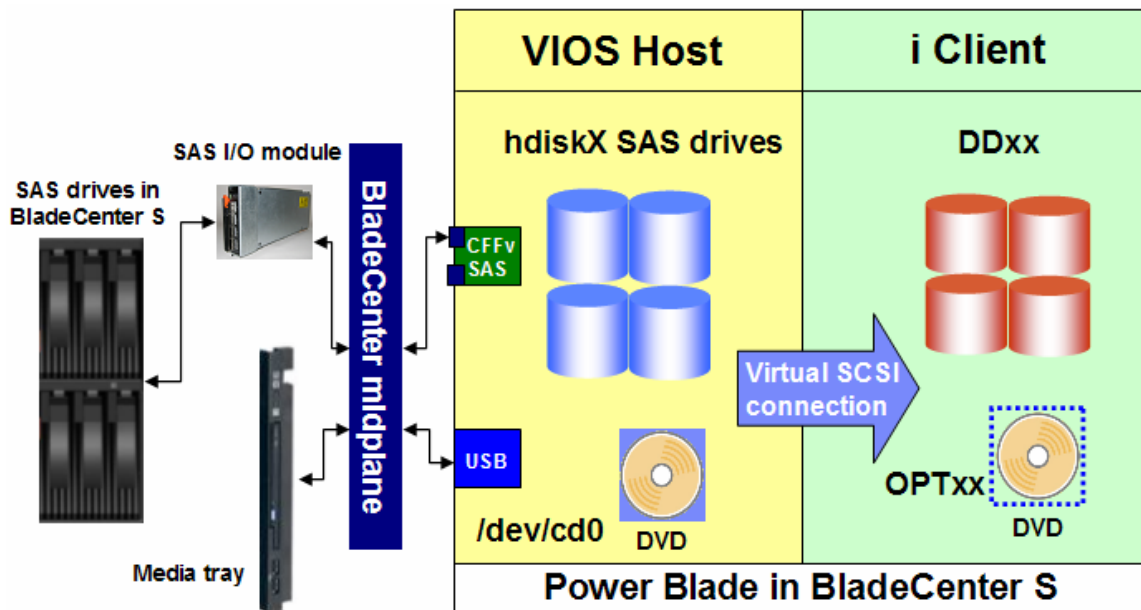 VIOS Host
i Client
hdiskX SAS drives
DDxx
SAS I/O module
SAS drives in
BladeCenter S
BladeCenter midplane
CFFv
SAS
Virtual SCSI
connection
USB
OPTxx
/dev/cd0
DVD
DVD
Media tray
Power Blade in BladeCenter S